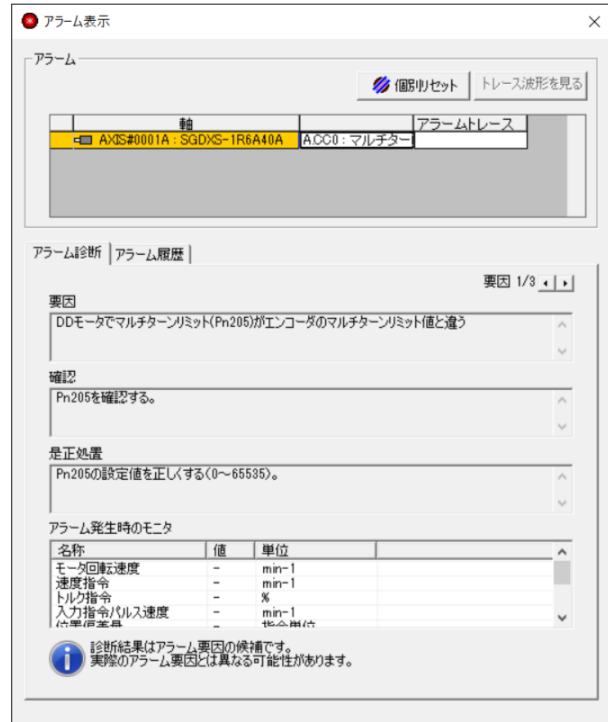 アラーム表示
アラーム
個別リセット
トレース波形を見る
軸
アラームトレース
AXIS#0001A : SGDXS-1R6A40A
A.CC0 : マルチター
アラーム診断
アラーム履歴
要因 1/3
要因
DDモータでマルチターンリミット(Pn205)がエンコーダのマルチターンリミット値と違う
確認
Pn205を確認する。
是正処置
Pn205の設定値を正しくする(0～65535)。
アラーム発生時のモニタ
名称 値 単位
モータ回転速度 - min-1
速度指令 - min-1
トルク指令 - %
入力指令パルス速度 - min-1
位置偏差量 - 指令単位
診断結果はアラーム要因の候補です。
実際のアラーム要因とは異なる可能性があります。